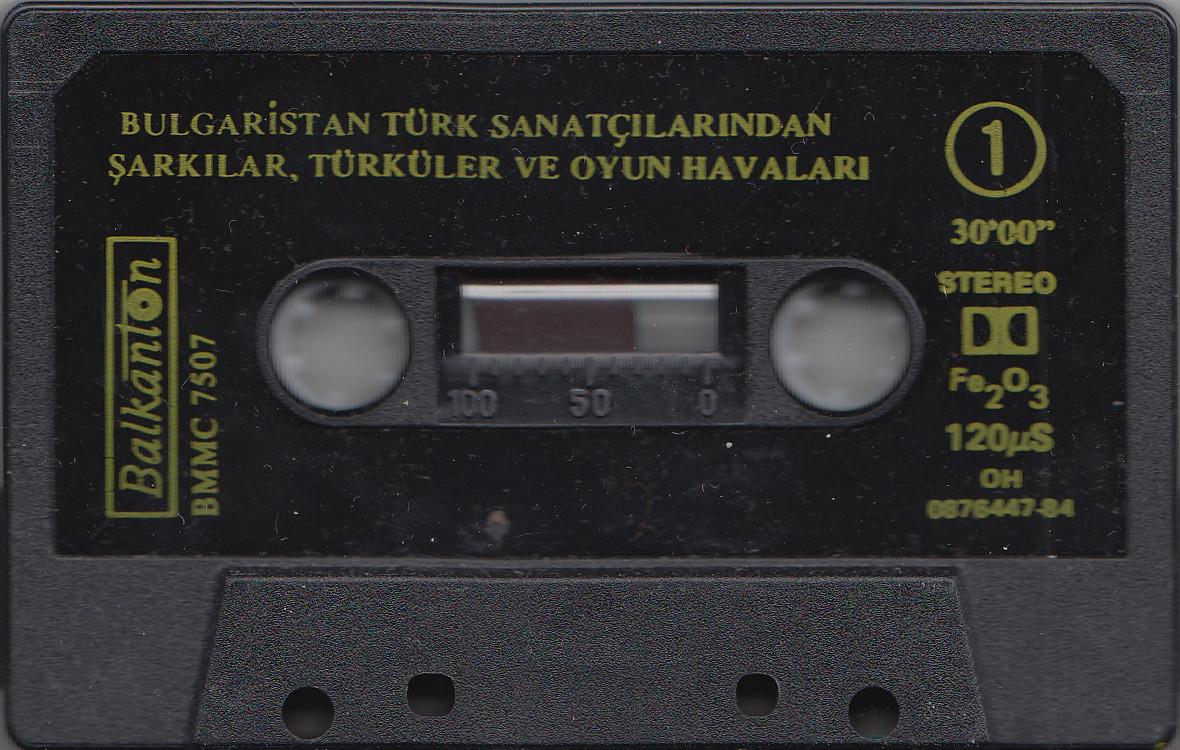 BULGARİSTAN TÜRK SANATÇILARINDAN
ŞARKILAR, TÜRKÜLER VE OYUN HAVALARI
1
30'00"
STEREO
Fe2O3
120µS
OH
0876447-84
Balkanton
BMMC 7507
100 50 0